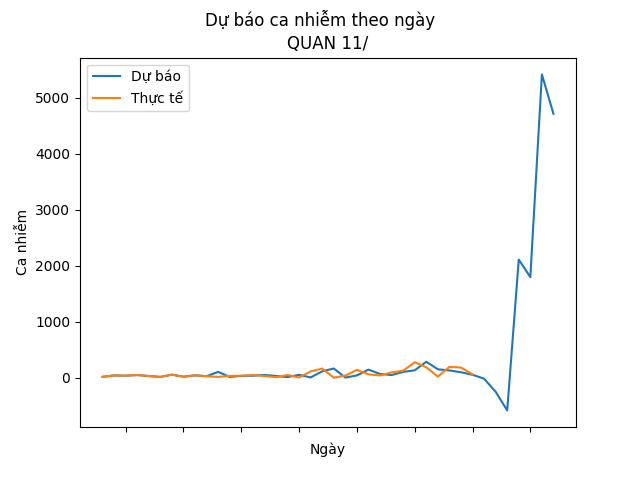 Dự báo ca nhiễm theo ngày
QUAN 11/
Dự báo
Thực tế
5000
4000
3000
2000
1000
0
Ca nhiễm
Ngày